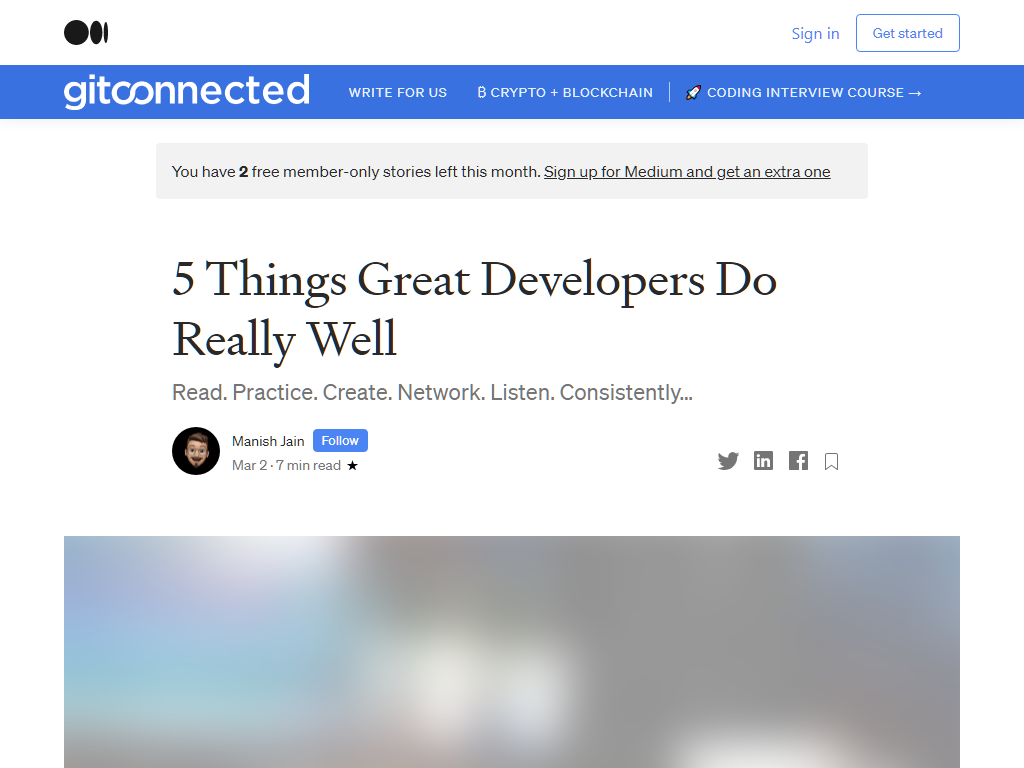 Sign in
Get started
gitconnected
WRITE FOR US
₿ CRYPTO + BLOCKCHAIN
🚀 CODING INTERVIEW COURSE →
You have 2 free member-only stories left this month. Sign up for Medium and get an extra one
5 Things Great Developers Do
Really Well
Read. Practice. Create. Network. Listen. Consistently…
Manish Jain
Follow
Mar 2 · 7 min read ★